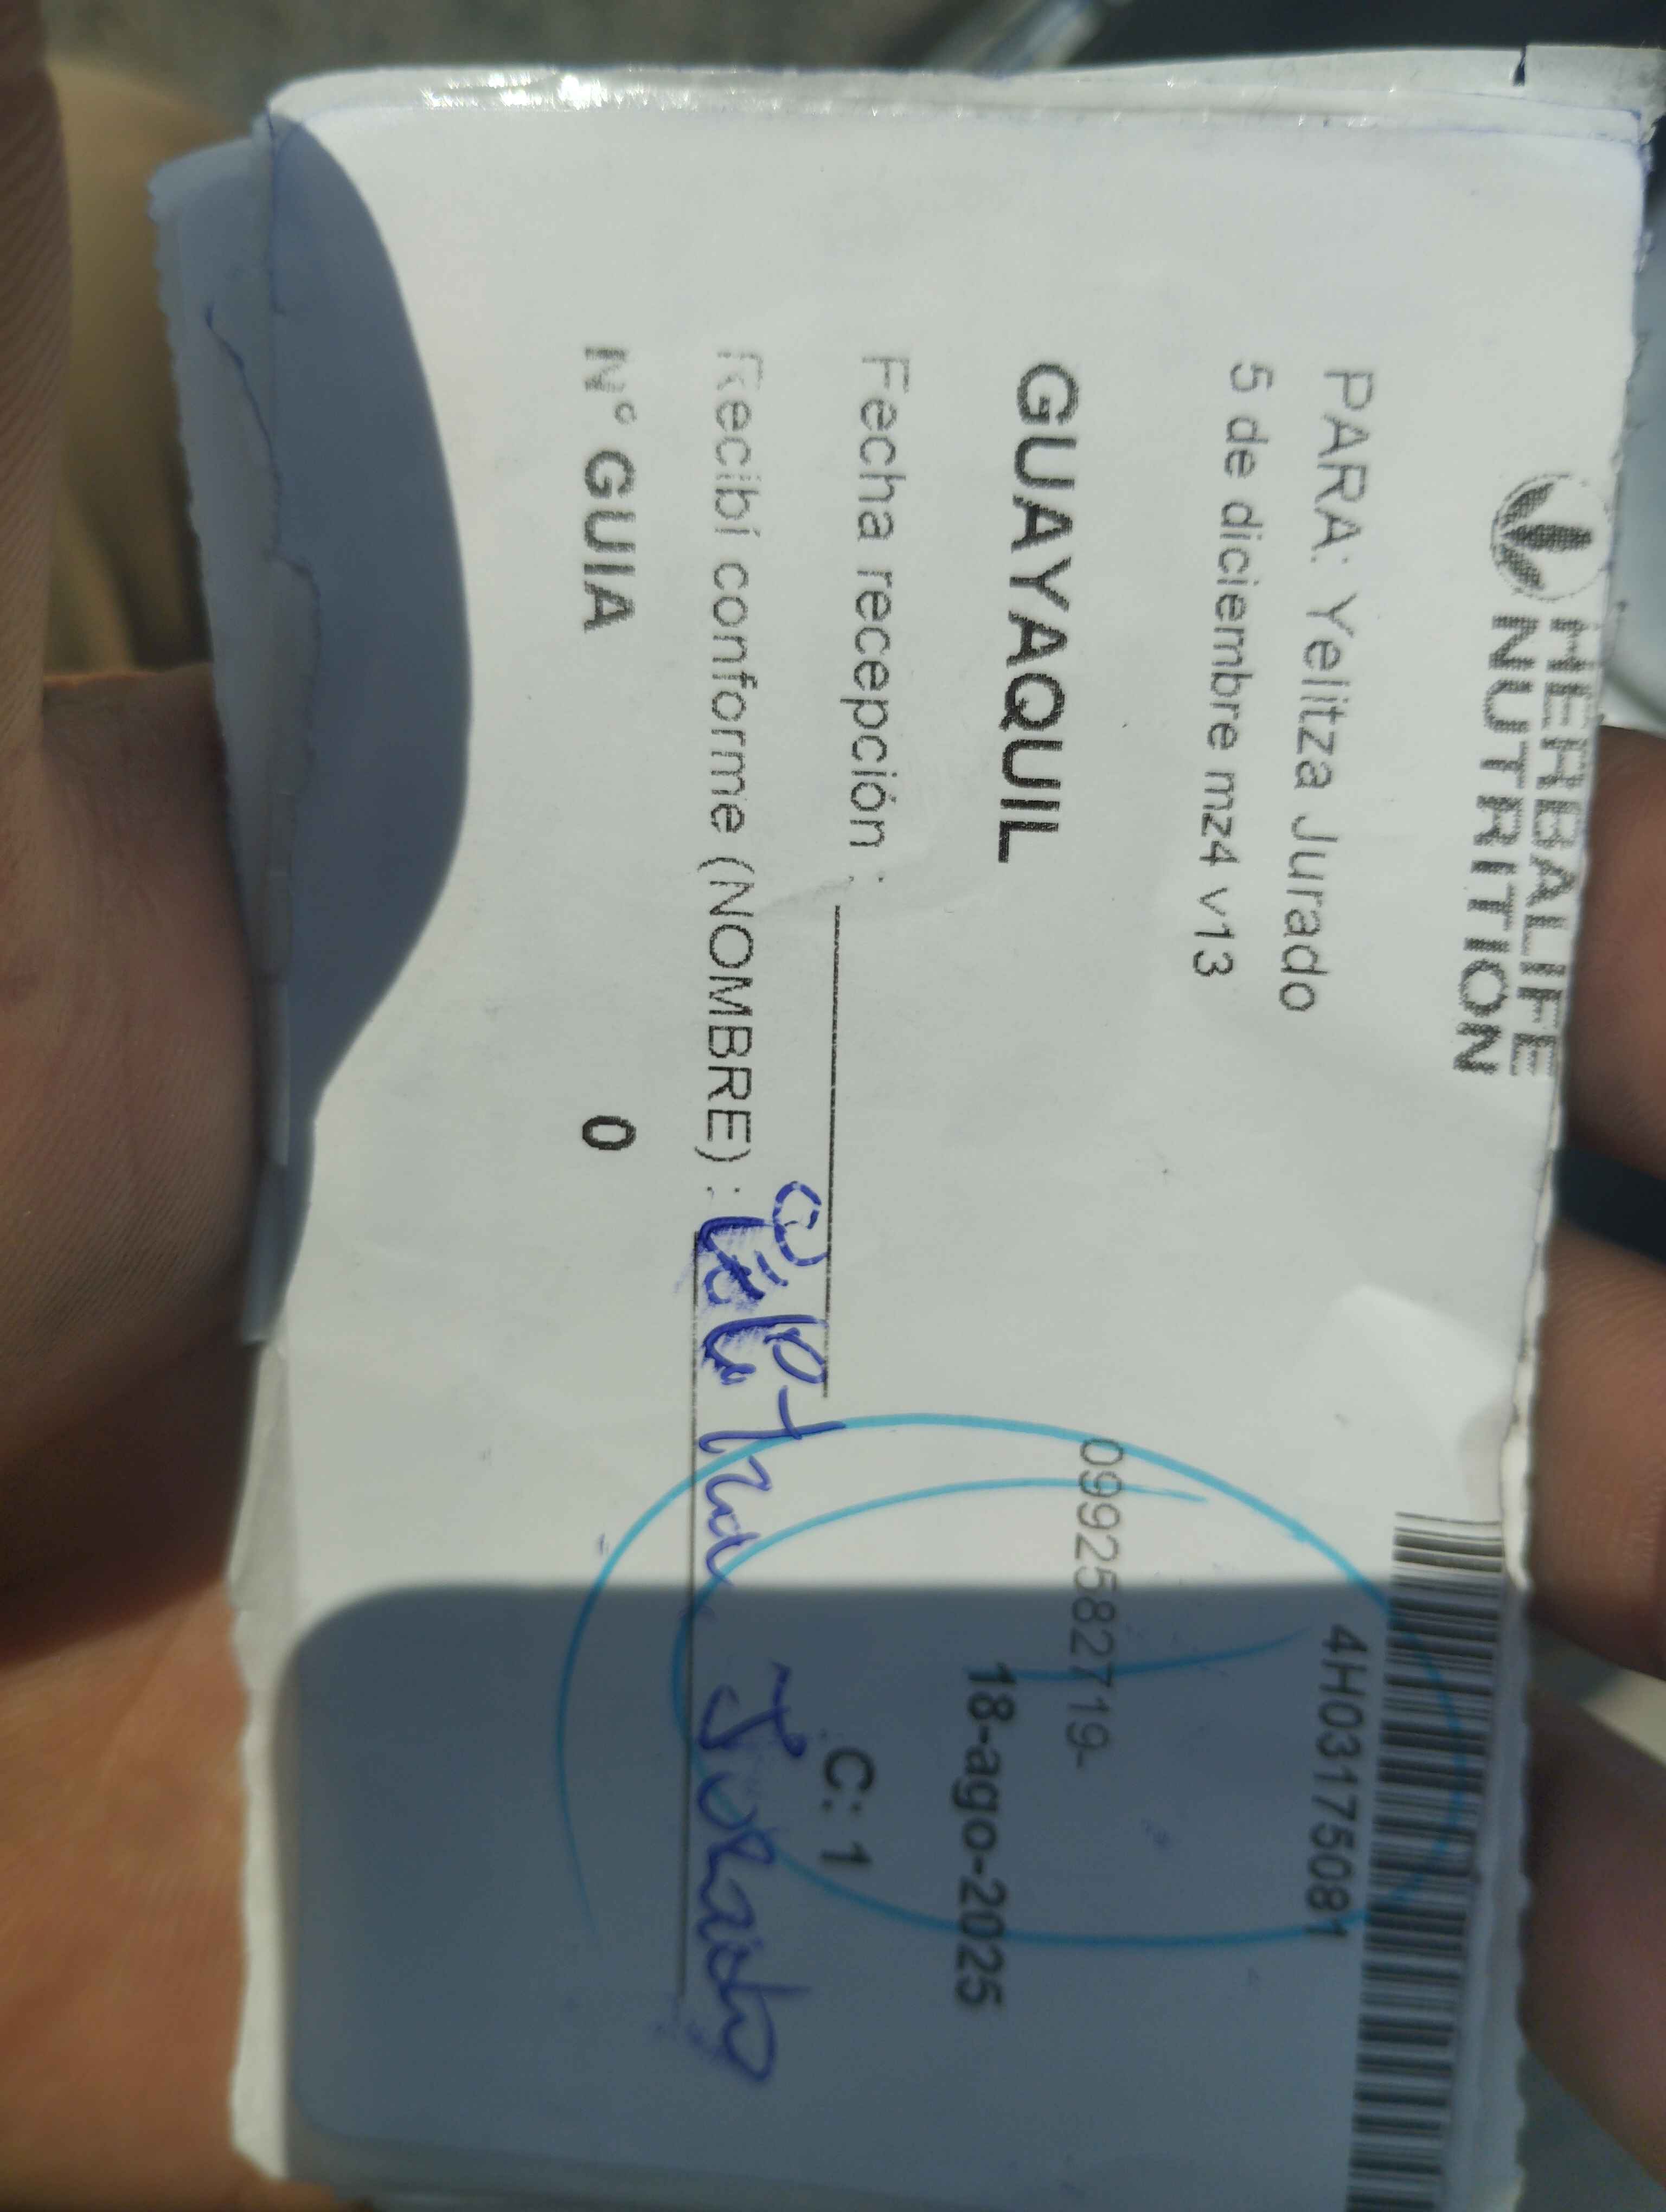 HERBALIFE
NUTRITION
4H03175081
PARA: Yelitza Jurado
5 de diciembre mz4 v13
0992582719-
GUAYAQUIL
18-ago-2025
Fecha recepción :
C: 1
Recibí conforme (NOMBRE) : Jurado
N° GUIA 0